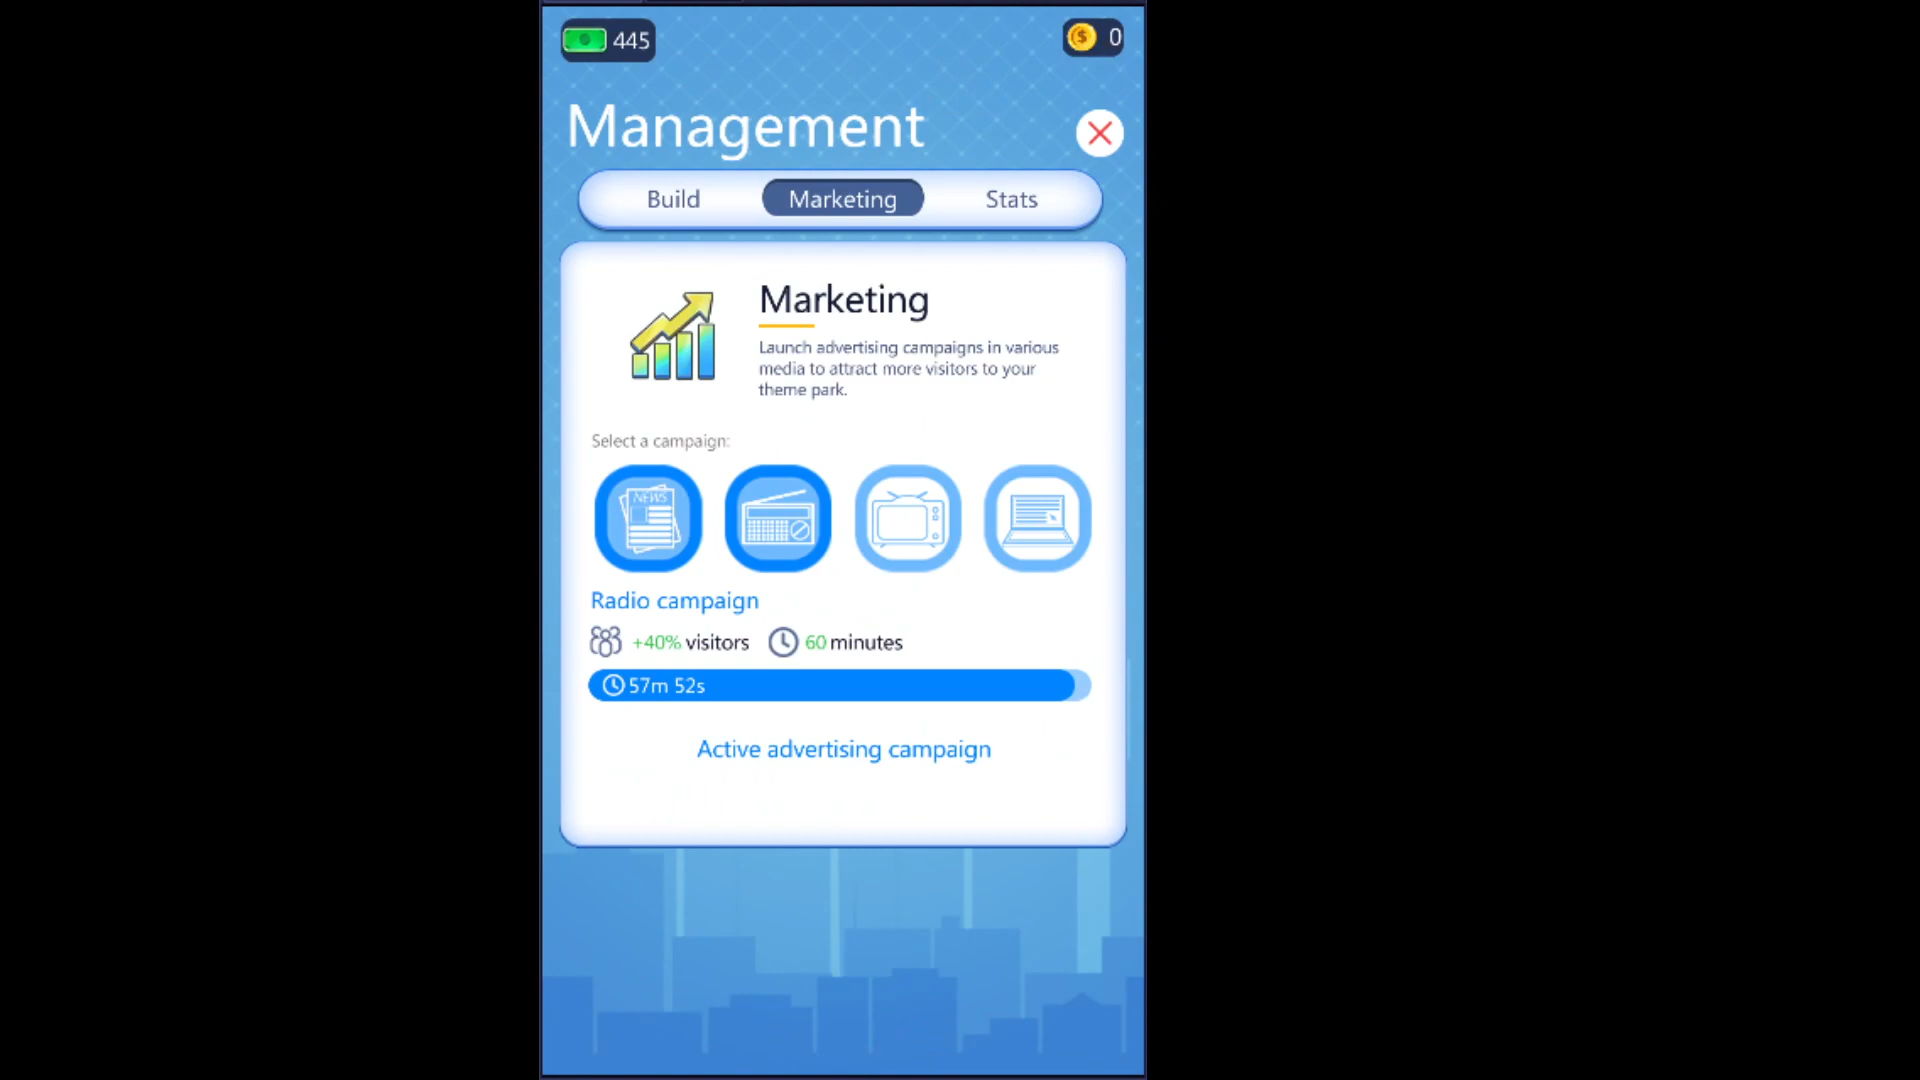 445
0
Management
Build Marketing Stats
Marketing
Launch advertising campaigns in various
media to attract more visitors to your
theme park.
Select a campaign:
NEWS
Radio campaign
+40% visitors 60 minutes
57m 52s
Active advertising campaign